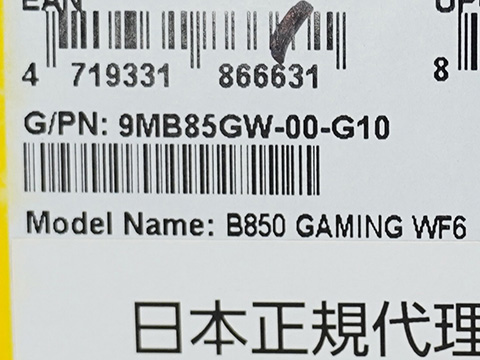 EAN
4 719331 866631
8
G/PN: 9MB85GW-00-G10
Model Name: B850 GAMING WF6
日本正規代理